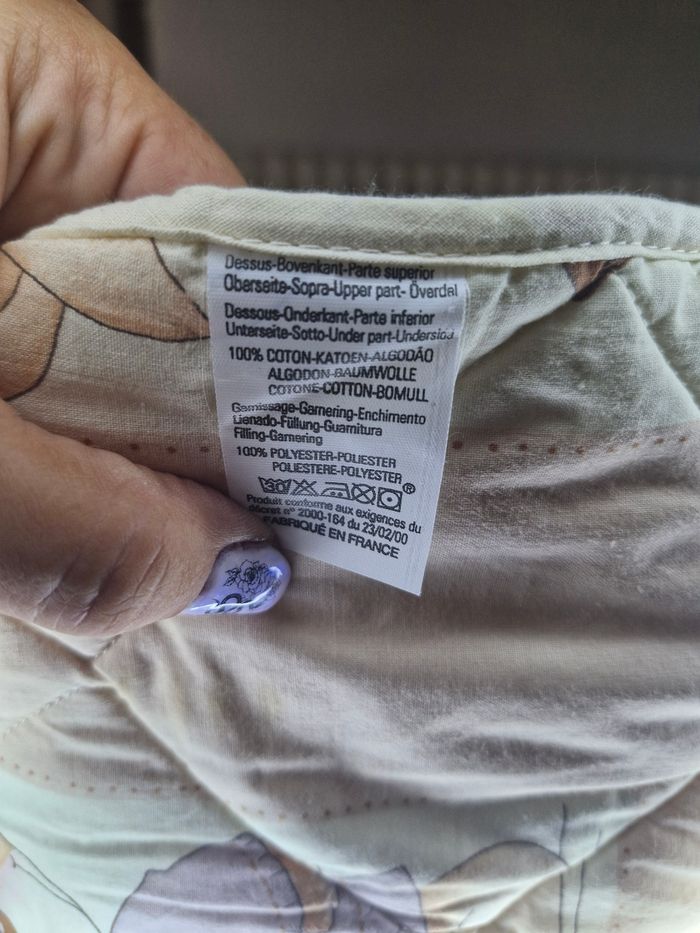 Dessus-Bovenkant-Parte superior
Oberseite-Sopra-Upper part- Överdel
Dessous-Onderkant-Parte inferior
Unterseite-Sotto-Under part-Undersida
100% COTON-KATOEN-ALGODÃO
ALGODON-BAUMWOLLE
COTONE-COTTON-BOMULL
Garnissage-Garnering-Enchimento
Llenado-Füllung-Guarnitura
Filling-Garnering
100% POLYESTER-POLIESTER
POLIESTERE-POLYESTER
30 ®
Produit conforme aux exigences du
décret n° 2000-164 du 23/02/00
FABRIQUÉ EN FRANCE